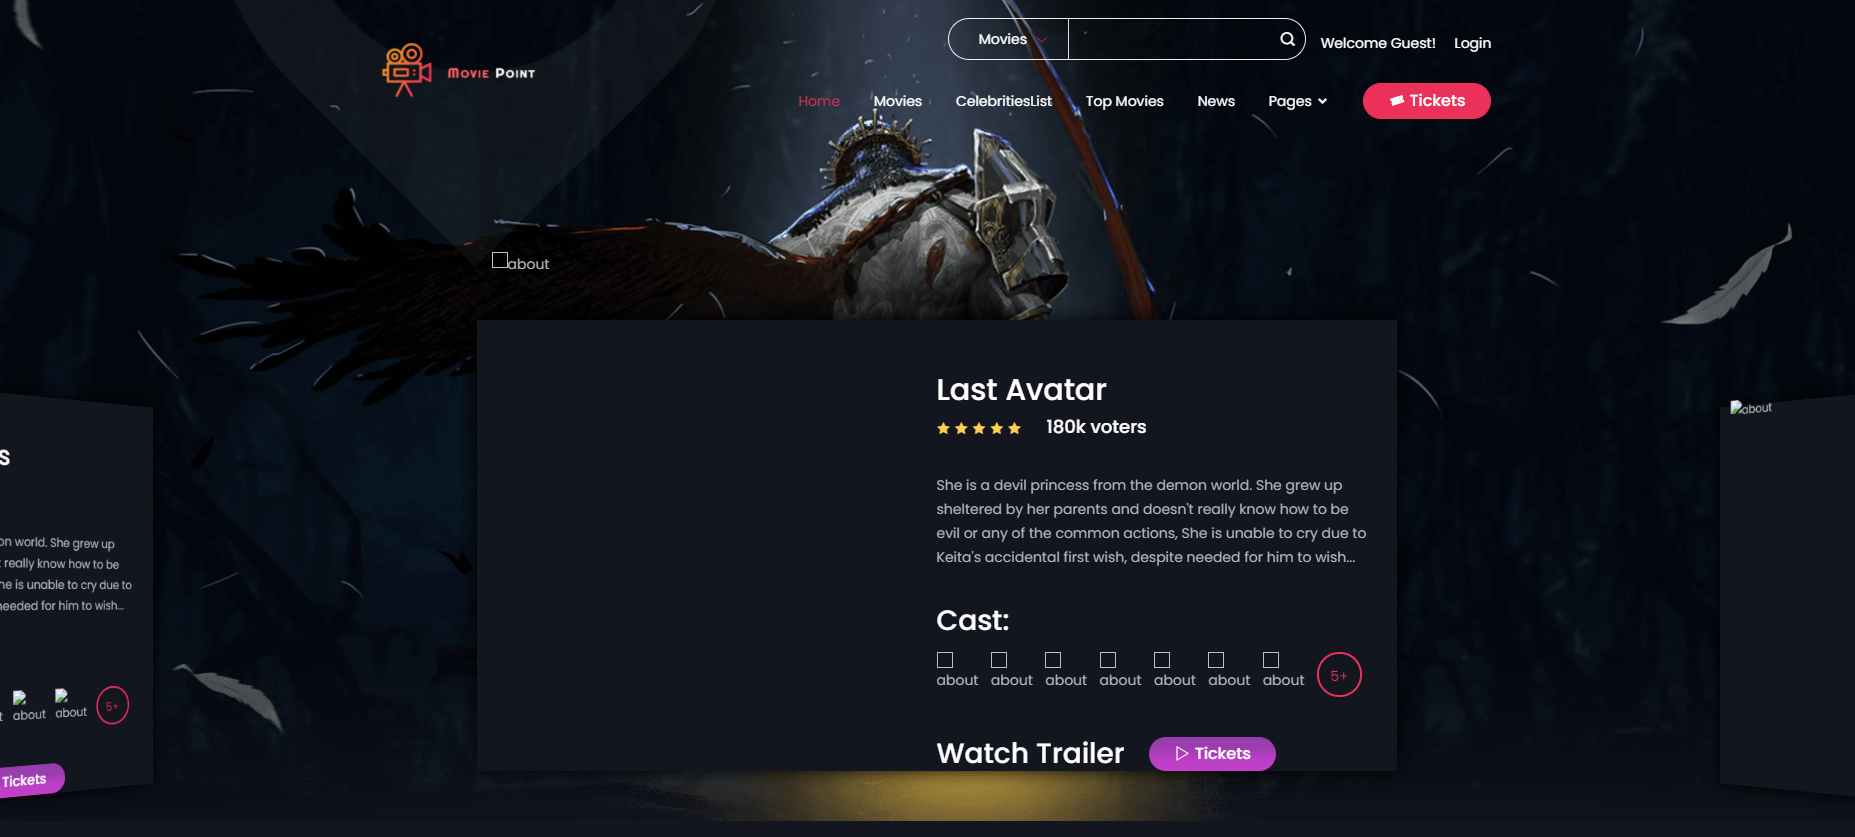 Movies
Welcome Guest! Login
Movie Point
Home Movies CelebritiesList Top Movies News Pages Tickets
about
Last Avatar
180k voters
She is a devil princess from the demon world. She grew up
sheltered by her parents and doesn't really know how to be
evil or any of the common actions, She is unable to cry due to
Keita's accidental first wish, despite needed for him to wish...
Cast:
about about about about about about about 5+
Watch Trailer Tickets
s
on world. She grew up
t really know how to be
he is unable to cry due to
needed for him to wish...
t about about 5+
Tickets
about